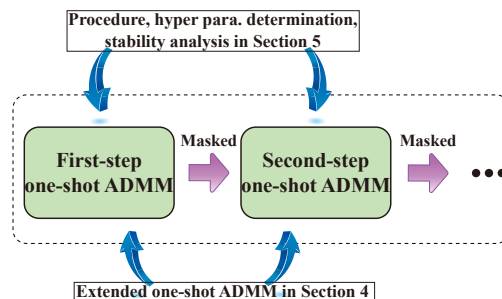 Procedure, hyper para. determination,
stability analysis in Section 5
First-step
one-shot ADMM
Masked
Second-step
one-shot ADMM
Masked
•••
Extended one-shot ADMM in Section 4